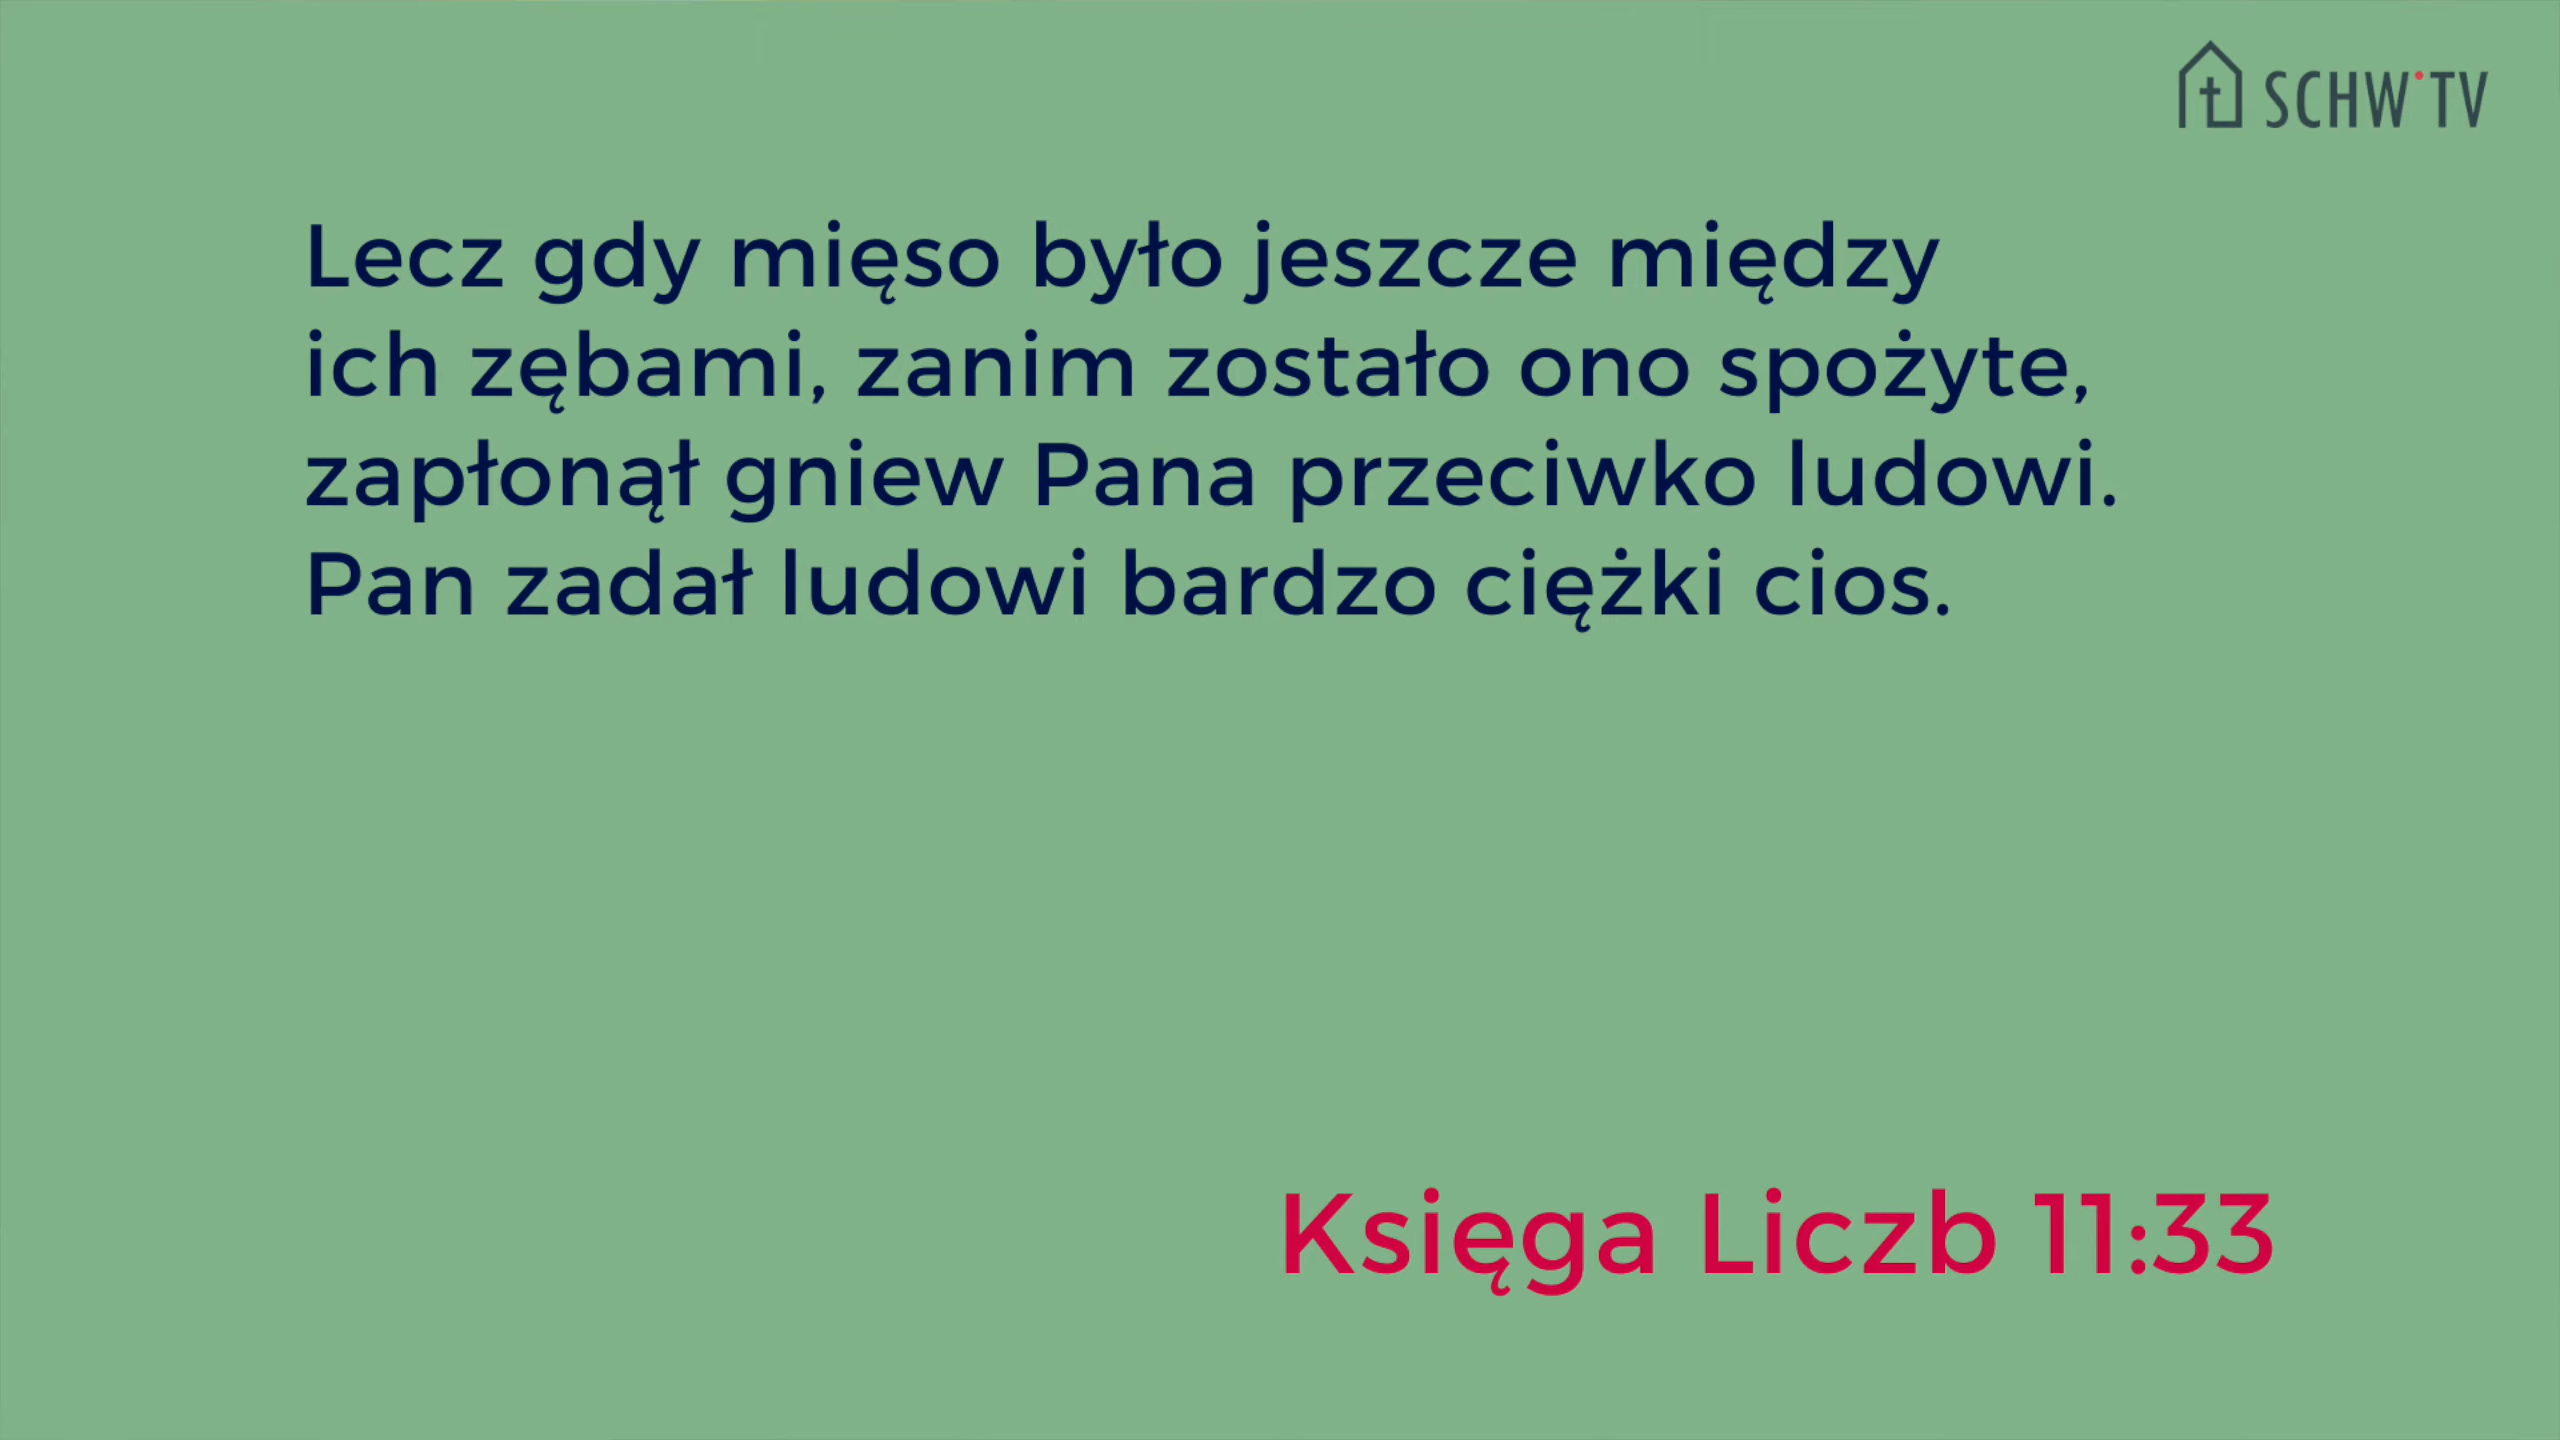 SCHW TV
Lecz gdy mięso było jeszcze między
ich zębami, zanim zostało ono spożyte,
zapłonął gniew Pana przeciwko ludowi.
Pan zadał ludowi bardzo ciężki cios.
Księga Liczb 11:33